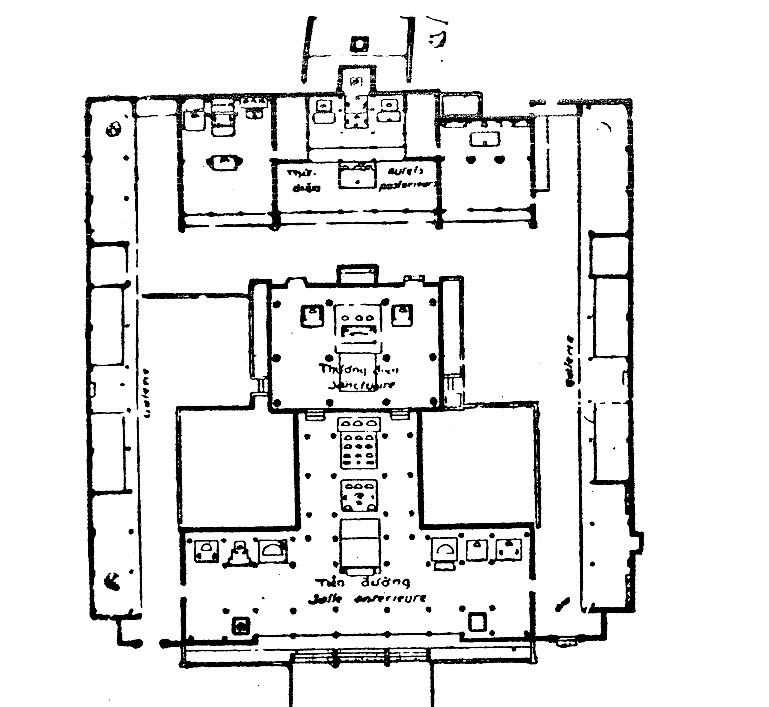 Autels
postérieurs
Galerie
Galerie
Thượng điện
Sanctuaire
Tiền đường
Salle antérieure